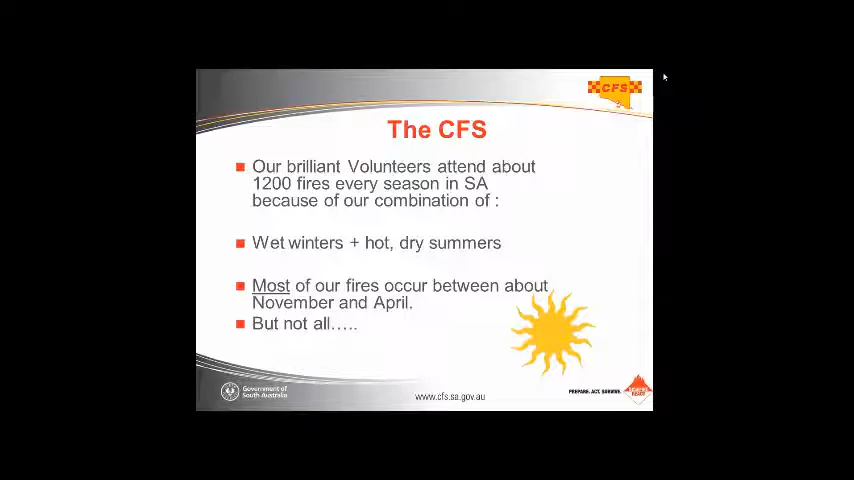 CFS
The CFS
Our brilliant Volunteers attend about
1200 fires every season in SA
because of our combination of :
Wet winters + hot, dry summers
Most of our fires occur between about
November and April.
But not all.....
Government of
South Australia
www.cfs.sa.gov.au
PREPARE. ACT. SURVIVE.